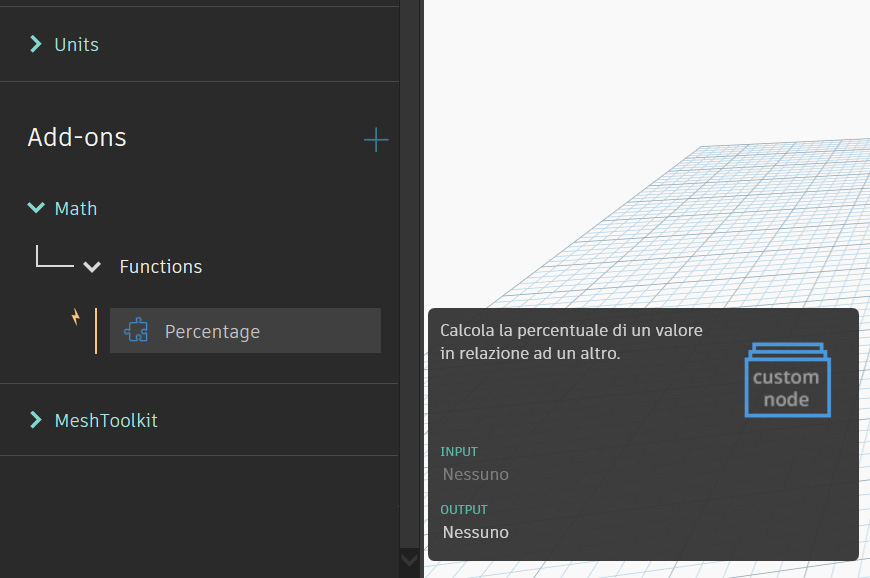 Units
Add-ons
Math
Functions
Percentage
MeshToolkit
Calcola la percentuale di un valore
in relazione ad un altro.
custom
node
INPUT
Nessuno
OUTPUT
Nessuno